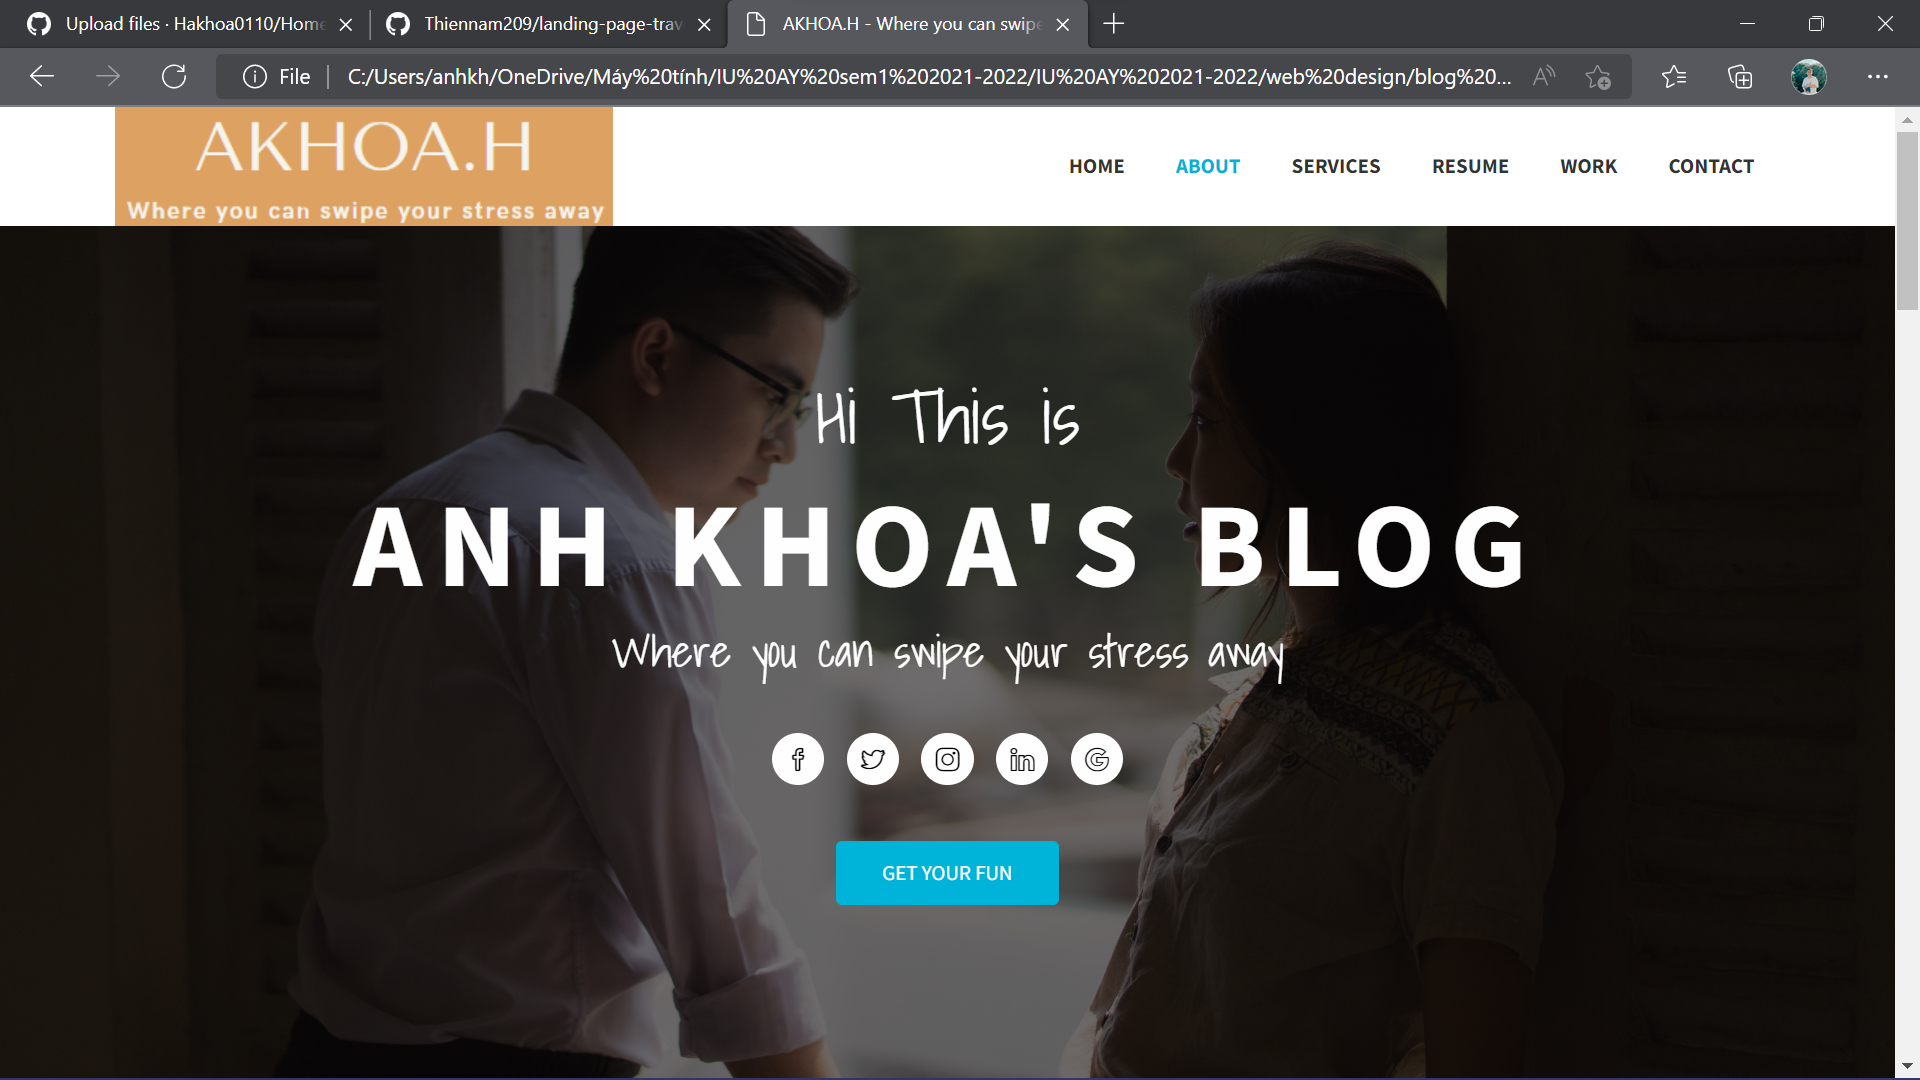 Upload files · Hakhoa0110/Home
Thiennam209/landing-page-trav
AKHOA.H - Where you can swipe
File
C:/Users/anhkh/OneDrive/Máy%20tính/IU%20AY%20sem1%202021-2022/IU%20AY%202021-2022/web%20design/blog%20...
AKHOA.H
Where you can swipe your stress away
HOME ABOUT SERVICES RESUME WORK CONTACT
Hi This is
ANH KHOA'S BLOG
Where you can swipe your stress away
GET YOUR FUN